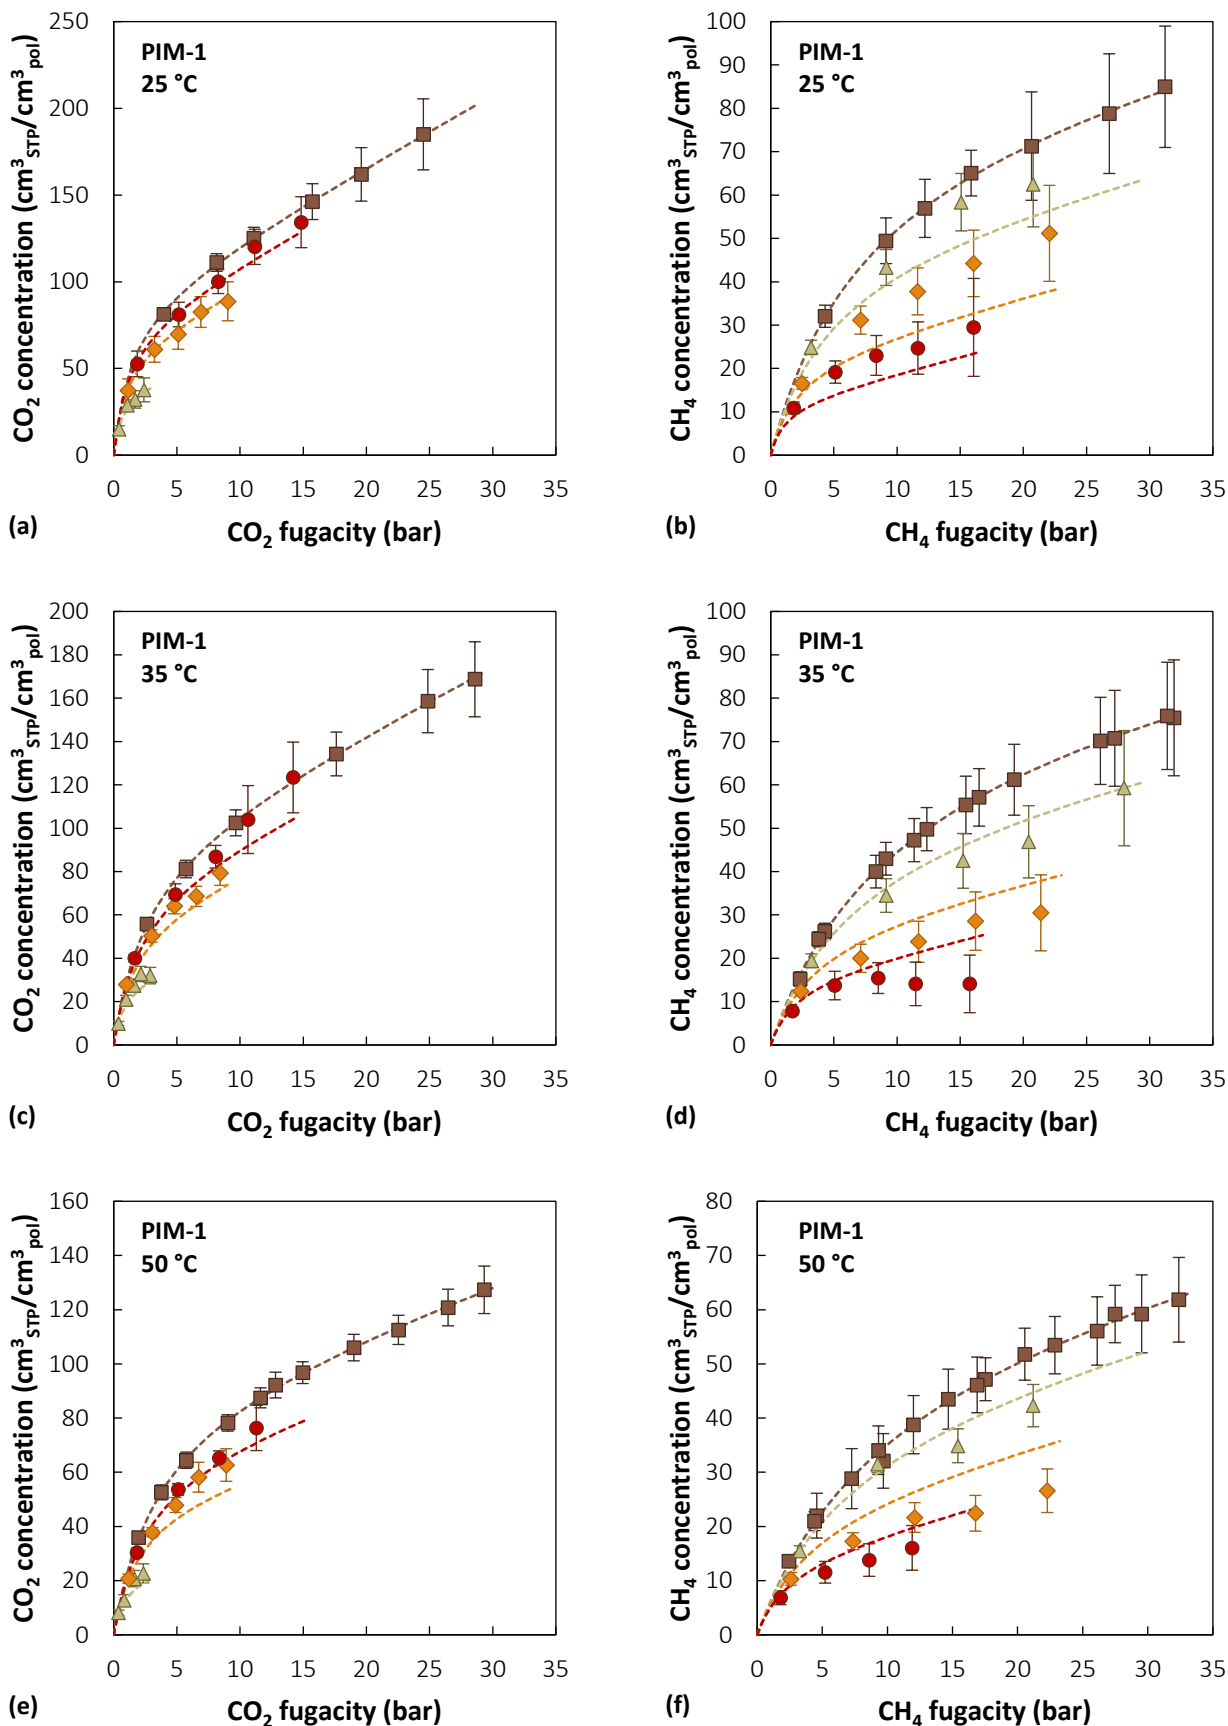 PIM-1
25 °C
CO2 concentration (cm³STP/cm³pol)
250
200
150
100
50
0
0 5 10 15 20 25 30 35
CO2 fugacity (bar)
(a)
PIM-1
25 °C
CH4 concentration (cm³STP/cm³pol)
100
90
80
70
60
50
40
30
20
10
0
0 5 10 15 20 25 30 35
CH4 fugacity (bar)
(b)
PIM-1
35 °C
CO2 concentration (cm³STP/cm³pol)
200
180
160
140
120
100
80
60
40
20
0
0 5 10 15 20 25 30 35
CO2 fugacity (bar)
(c)
PIM-1
35 °C
CH4 concentration (cm³STP/cm³pol)
100
90
80
70
60
50
40
30
20
10
0
0 5 10 15 20 25 30 35
CH4 fugacity (bar)
(d)
PIM-1
50 °C
CO2 concentration (cm³STP/cm³pol)
160
140
120
100
80
60
40
20
0
0 5 10 15 20 25 30 35
CO2 fugacity (bar)
(e)
PIM-1
50 °C
CH4 concentration (cm³STP/cm³pol)
80
70
60
50
40
30
20
10
0
0 5 10 15 20 25 30 35
CH4 fugacity (bar)
(f)